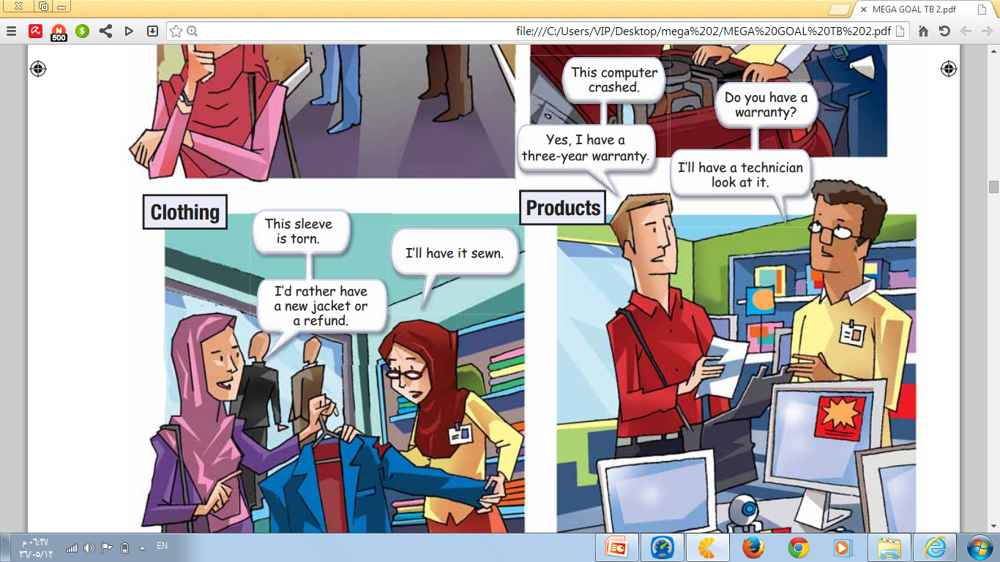 MEGA GOAL TB 2.pdf
N
500
$
file:///C:/Users/VIP/Desktop/mega%202/MEGA%20GOAL%20TB%202.pdf
This computer
crashed.
Do you have a
warranty?
Yes, I have a
three-year warranty.
I'll have a technician
look at it.
Clothing
This sleeve
is torn.
I'll have it sewn.
I'd rather have
a new jacket or
a refund.
Products
EN
٠٦:٢٧ م
٣٦/٠٥/١٣